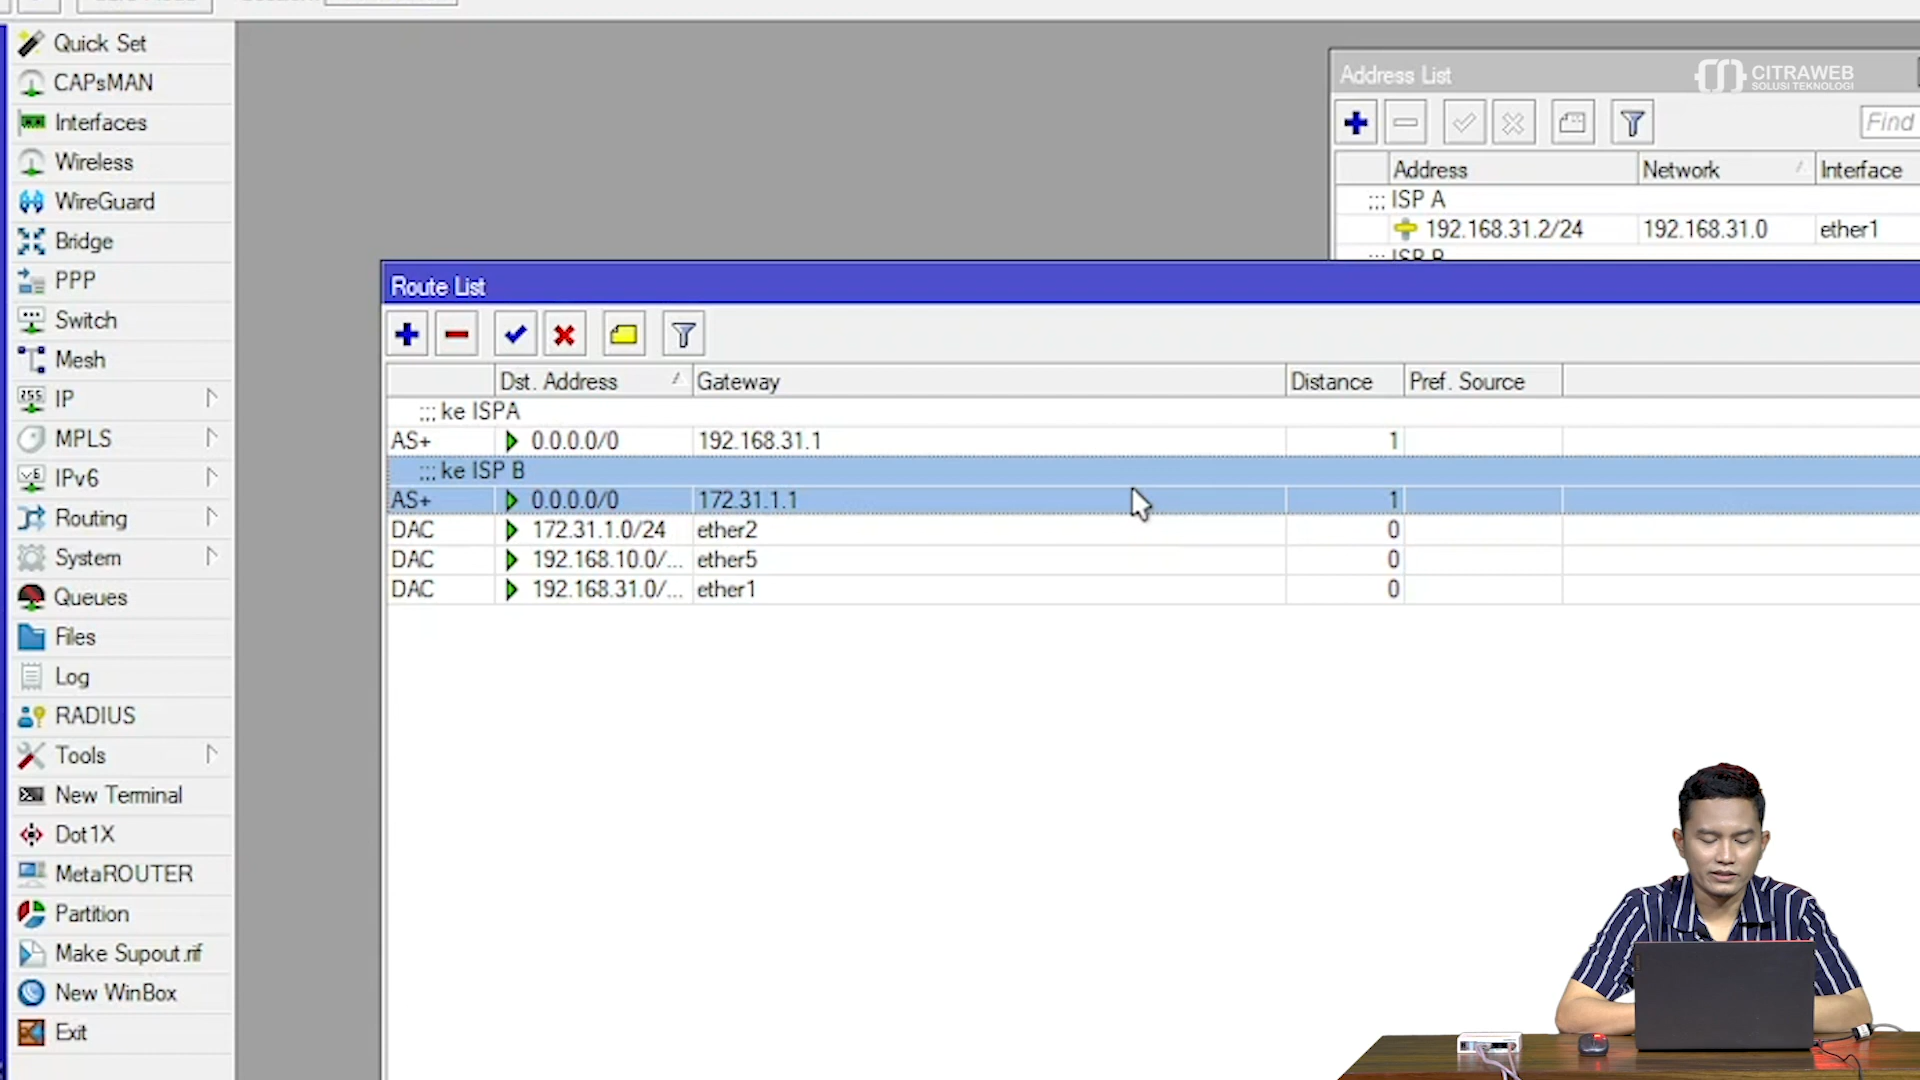 Quick Set
CAPsMAN
Interfaces
Wireless
WireGuard
Bridge
PPP
Switch
Mesh
IP
MPLS
IPv6
Routing
System
Queues
Files
Log
RADIUS
Tools
New Terminal
Dot1X
MetaROUTER
Partition
Make Supout.rif
New WinBox
Exit
Address List
CITRAWEB
SOLUSI TEKNOLOGI
Find
Address Network Interface
;;; ISP A
192.168.31.2/24 192.168.31.0 ether1
Route List
Dst. Address Gateway Distance Pref. Source
;;; ke ISPA
AS+ 0.0.0.0/0 192.168.31.1 1
;;; ke ISP B
AS+ 0.0.0.0/0 172.31.1.1 1
DAC 172.31.1.0/24 ether2 0
DAC 192.168.10.0/... ether5 0
DAC 192.168.31.0/... ether1 0